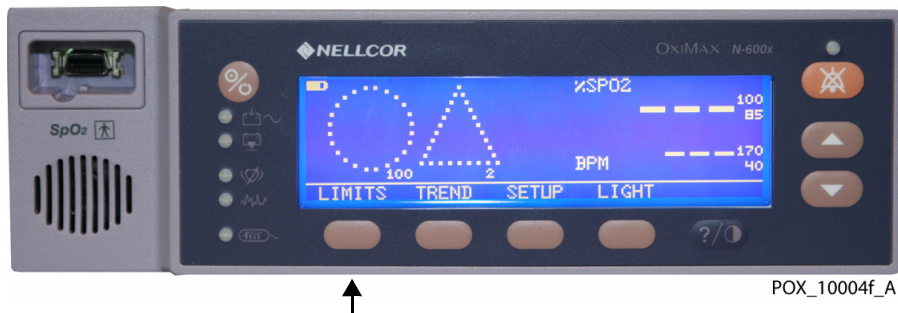 NELLCOR
OXIMAX N-600x
SpO₂
%SPO2
--- 100
85
100 2
BPM
--- 170
40
LIMITS TREND SETUP LIGHT
?/
POX_10004f_A